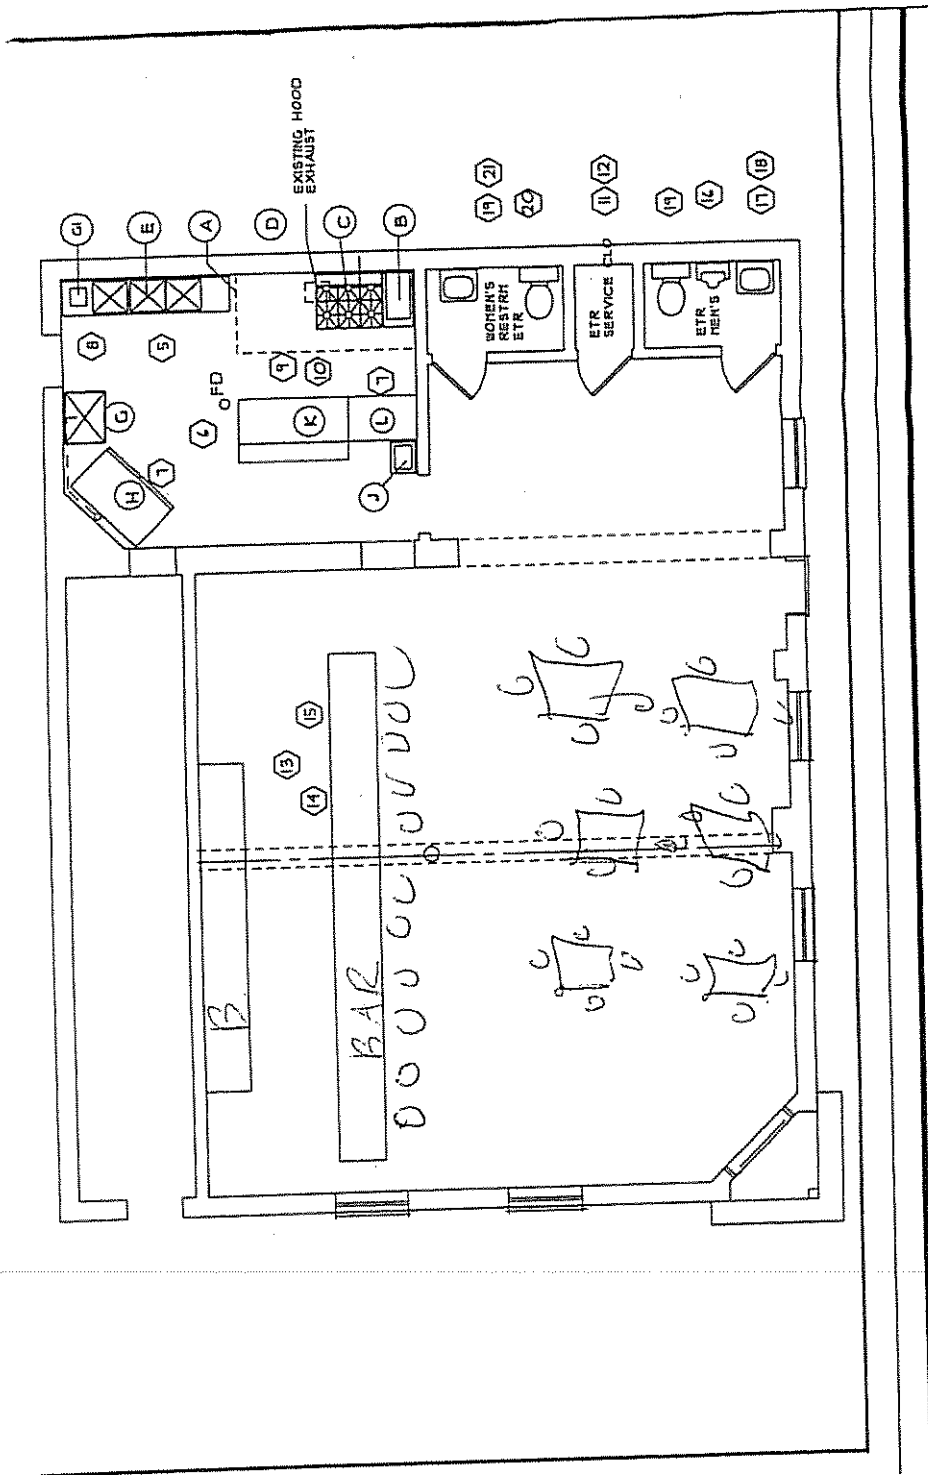 G1
E
A
D
EXISTING HOOD
EXHAUST
C
B
8
5
9
10
7
FD
6
G
H
7
K
L
J
WOMEN'S
RESTRM
ETR
19 21
20
ETR
SERVICE CLO
11 12
ETR
MEN'S
19
16
17 18
13
14
15
B.
BAR